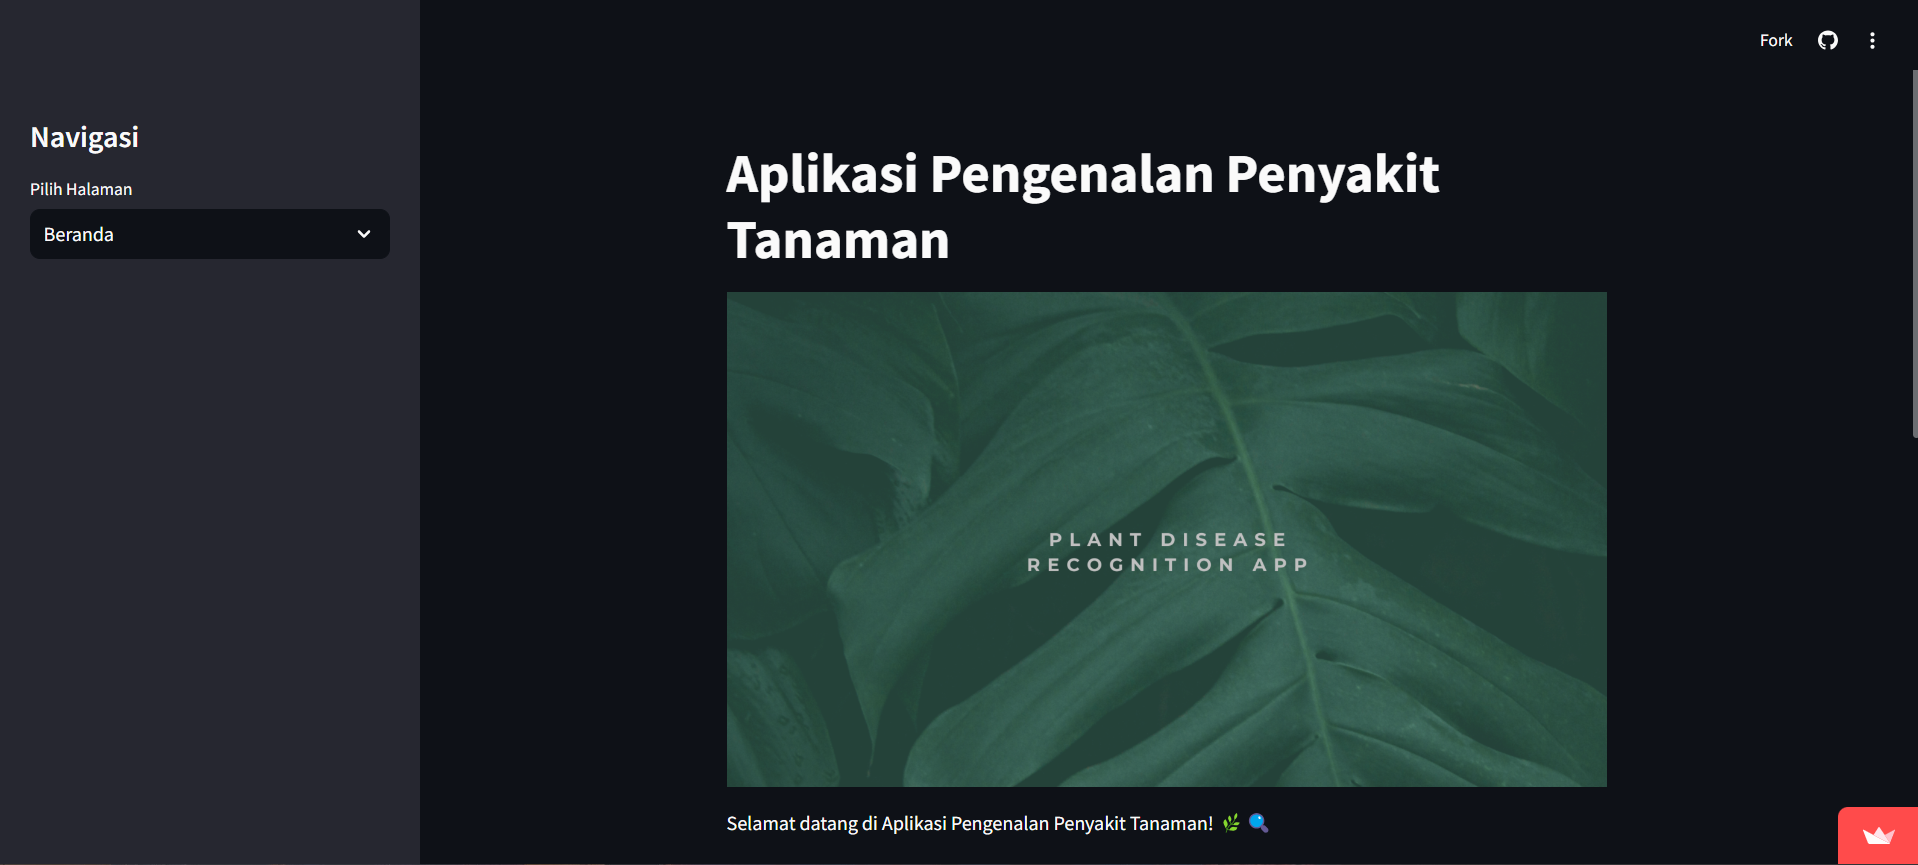 Fork
Navigasi
Pilih Halaman
Beranda
Aplikasi Pengenalan Penyakit
Tanaman
PLANT DISEASE
RECOGNITION APP
Selamat datang di Aplikasi Pengenalan Penyakit Tanaman! 🌿 🔍